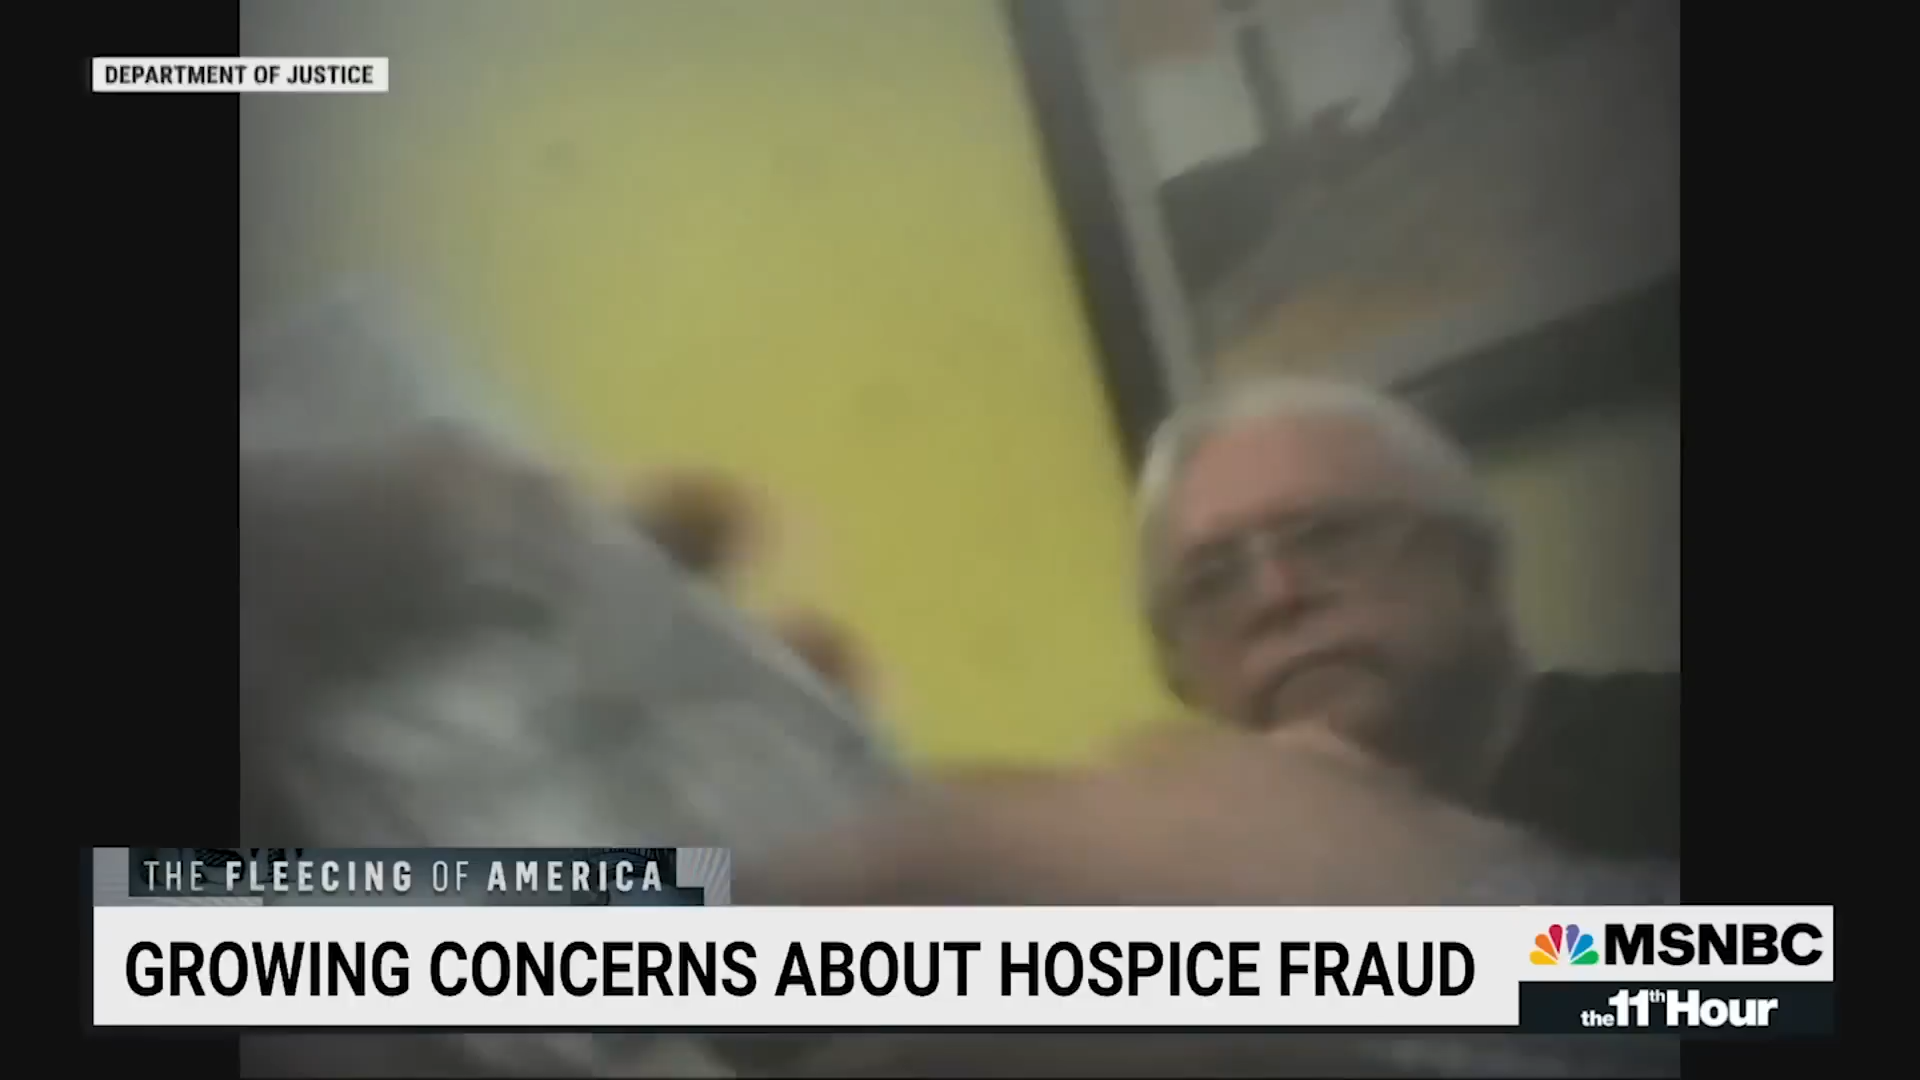 DEPARTMENT OF JUSTICE
THE FLEECING OF AMERICA
GROWING CONCERNS ABOUT HOSPICE FRAUD
MSNBC
the 11th Hour